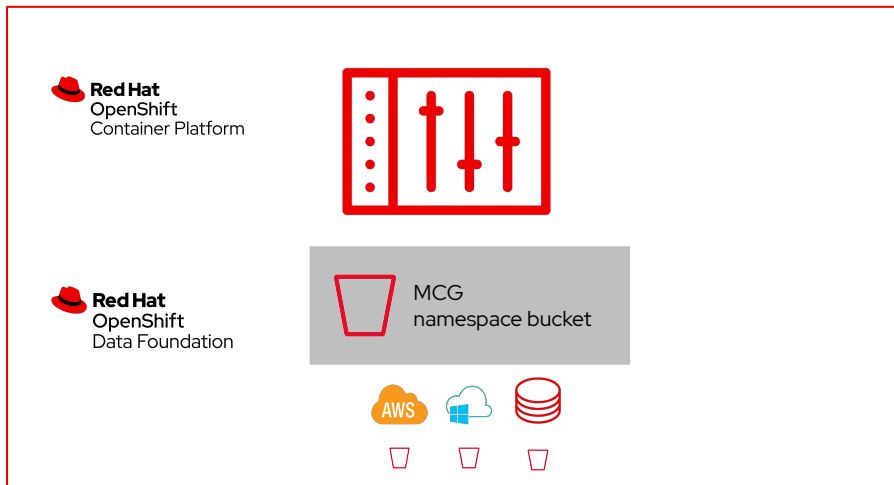 Red Hat
OpenShift
Container Platform
Red Hat
OpenShift
Data Foundation
MCG
namespace bucket
AWS